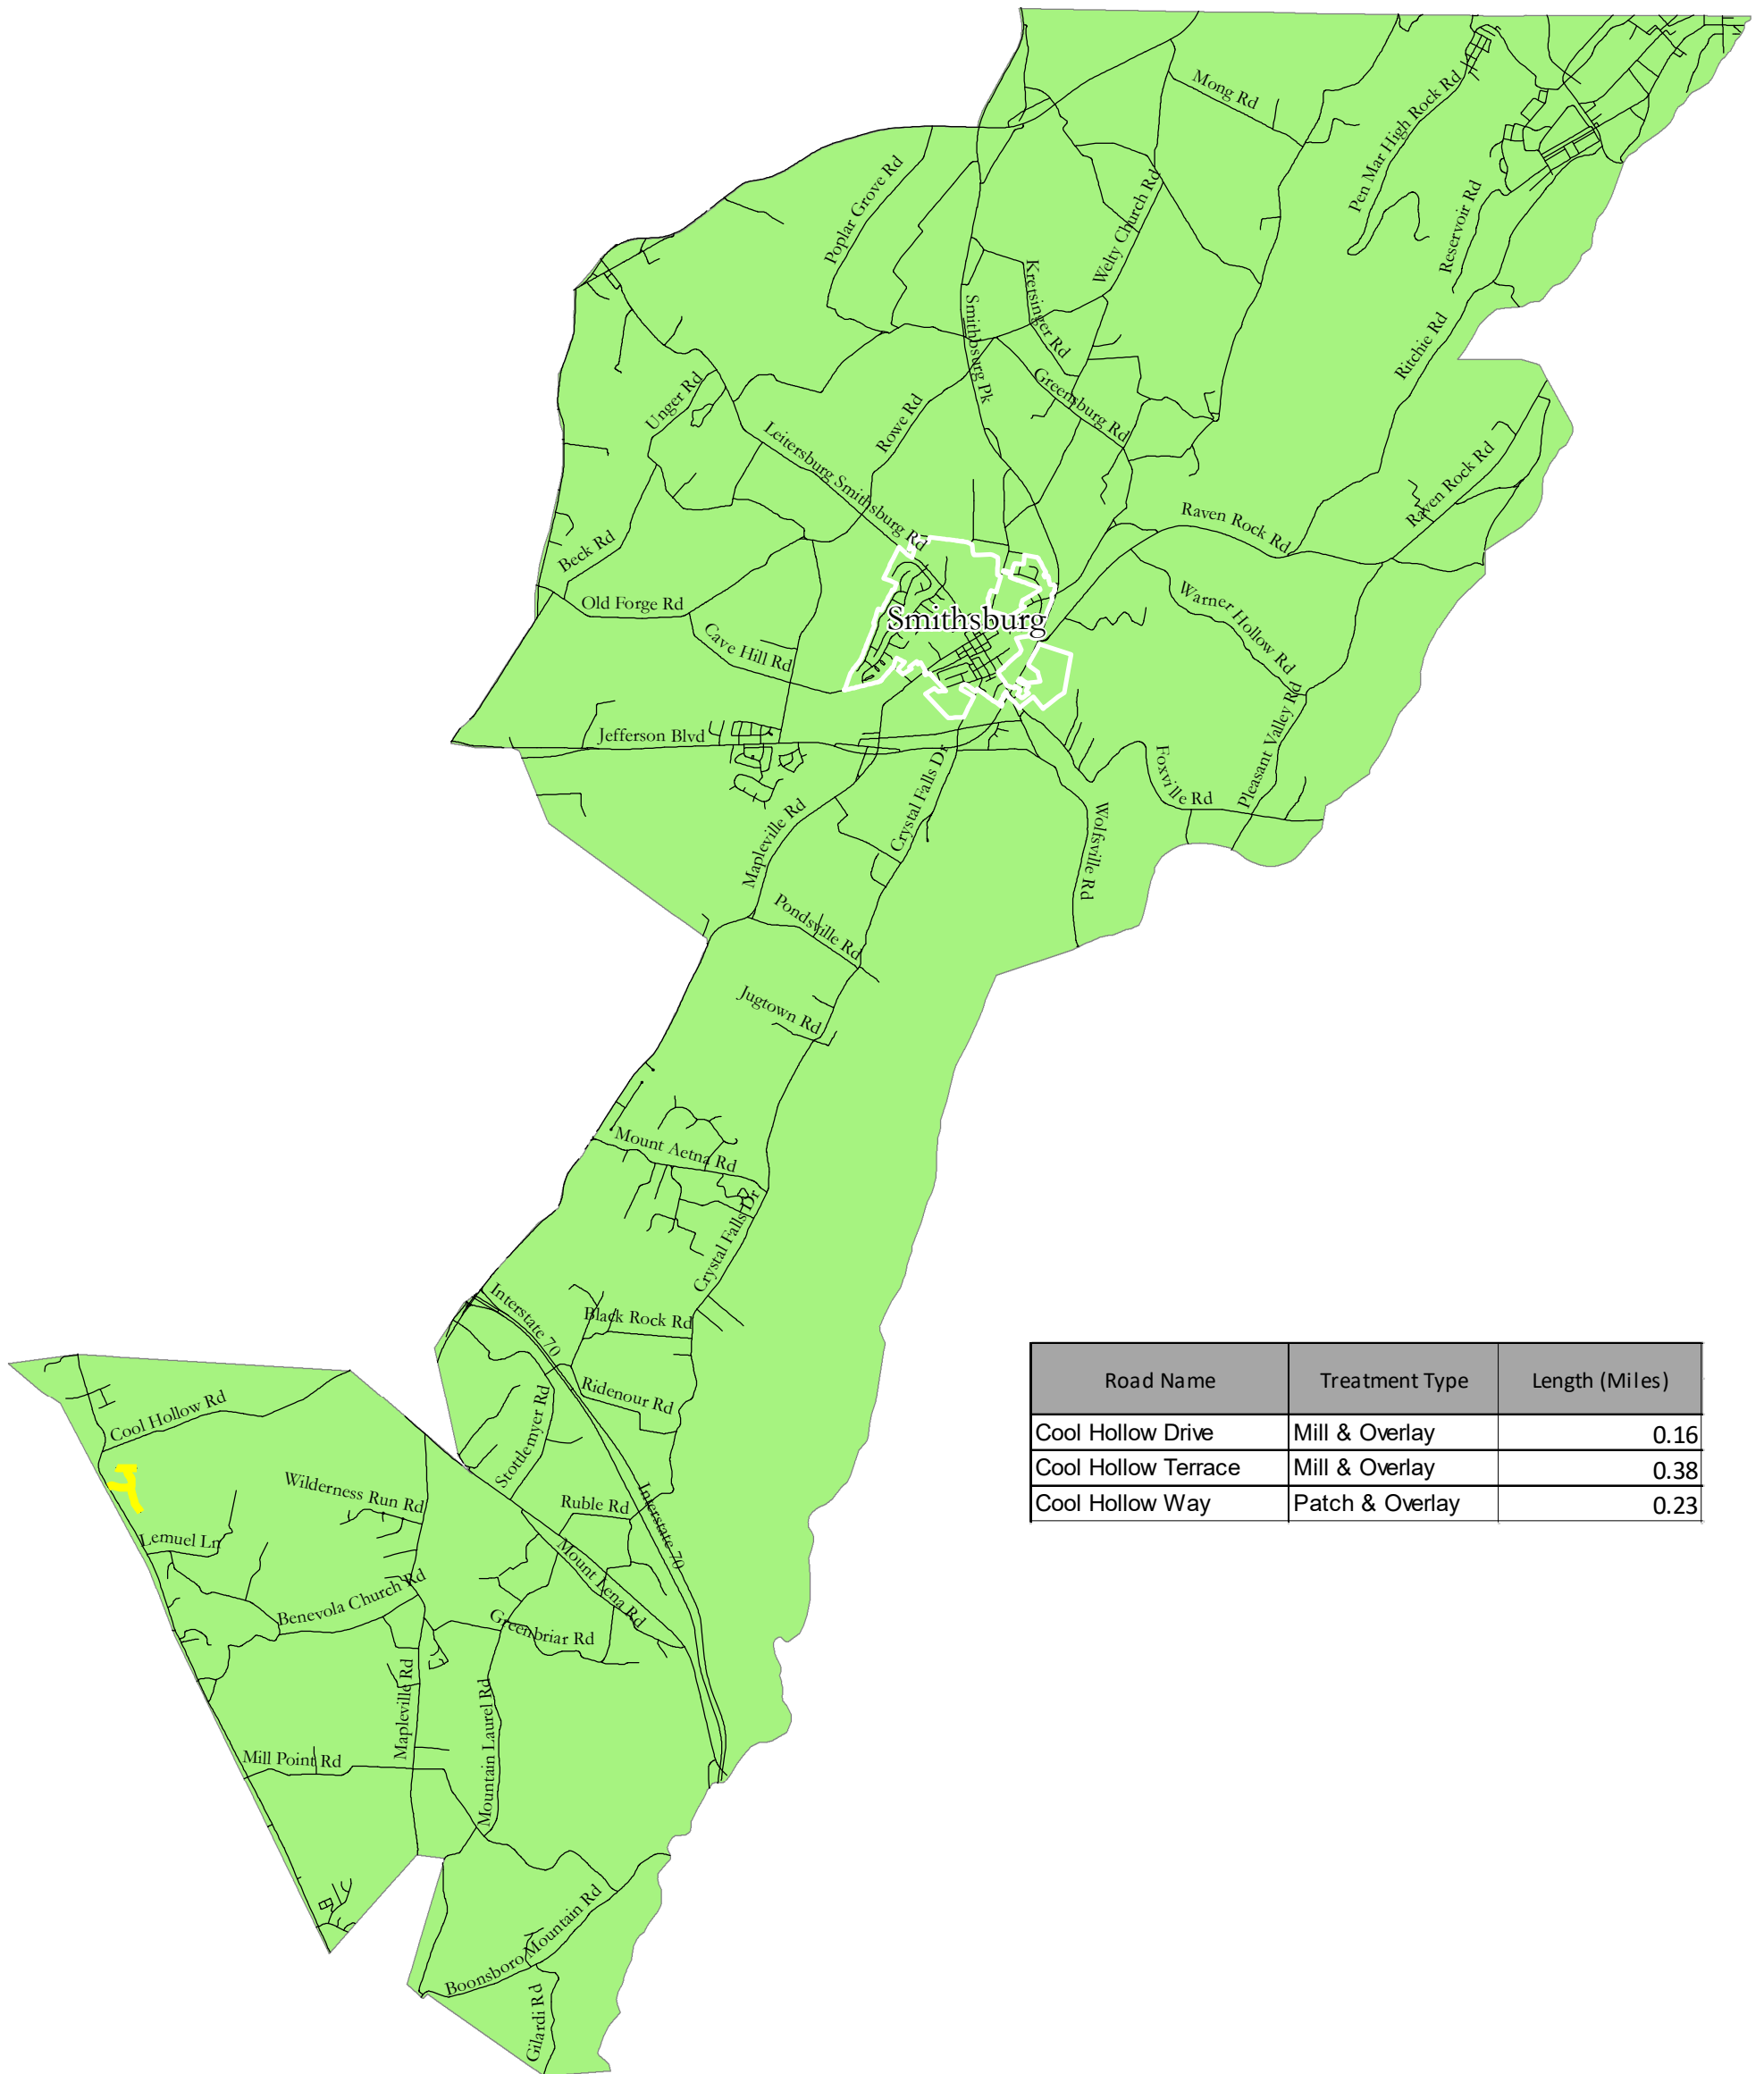 Mong Rd
Pen Mar High Rock Rd
Poplar Grove Rd
Welty Church Rd
Reservoir Rd
Kretsinger Rd
Smithbsurg Pk
Ritchie Rd
Unger Rd
Greensburg Rd
Rowe Rd
Leitersburg Smithsburg Rd
Raven Rock Rd
Raven Rock Rd
Beck Rd
Old Forge Rd
Smithsburg
Warner Hollow Rd
Cave Hill Rd
Jefferson Blvd
Pleasant Valley Rd
Foxville Rd
Crystal Falls Dr
Mapleville Rd
Wolfsville Rd
Pondsville Rd
Jugtown Rd
Mount Aetna Rd
Crystal Falls Dr
Interstate 70
Black Rock Rd
Ridenour Rd
Cool Hollow Rd
Stottlemyer Rd
Wilderness Run Rd
Ruble Rd
Interstate 70
Lemuel Ln
Mount Lena Rd
Benevola Church Rd
Greenbriar Rd
Mapleville Rd
Mountain Laurel Rd
Mill Point Rd
Boonsboro Mountain Rd
Gilardi Rd
Road Name Treatment Type Length (Miles)
Cool Hollow Drive Mill & Overlay 0.16
Cool Hollow Terrace Mill & Overlay 0.38
Cool Hollow Way Patch & Overlay 0.23